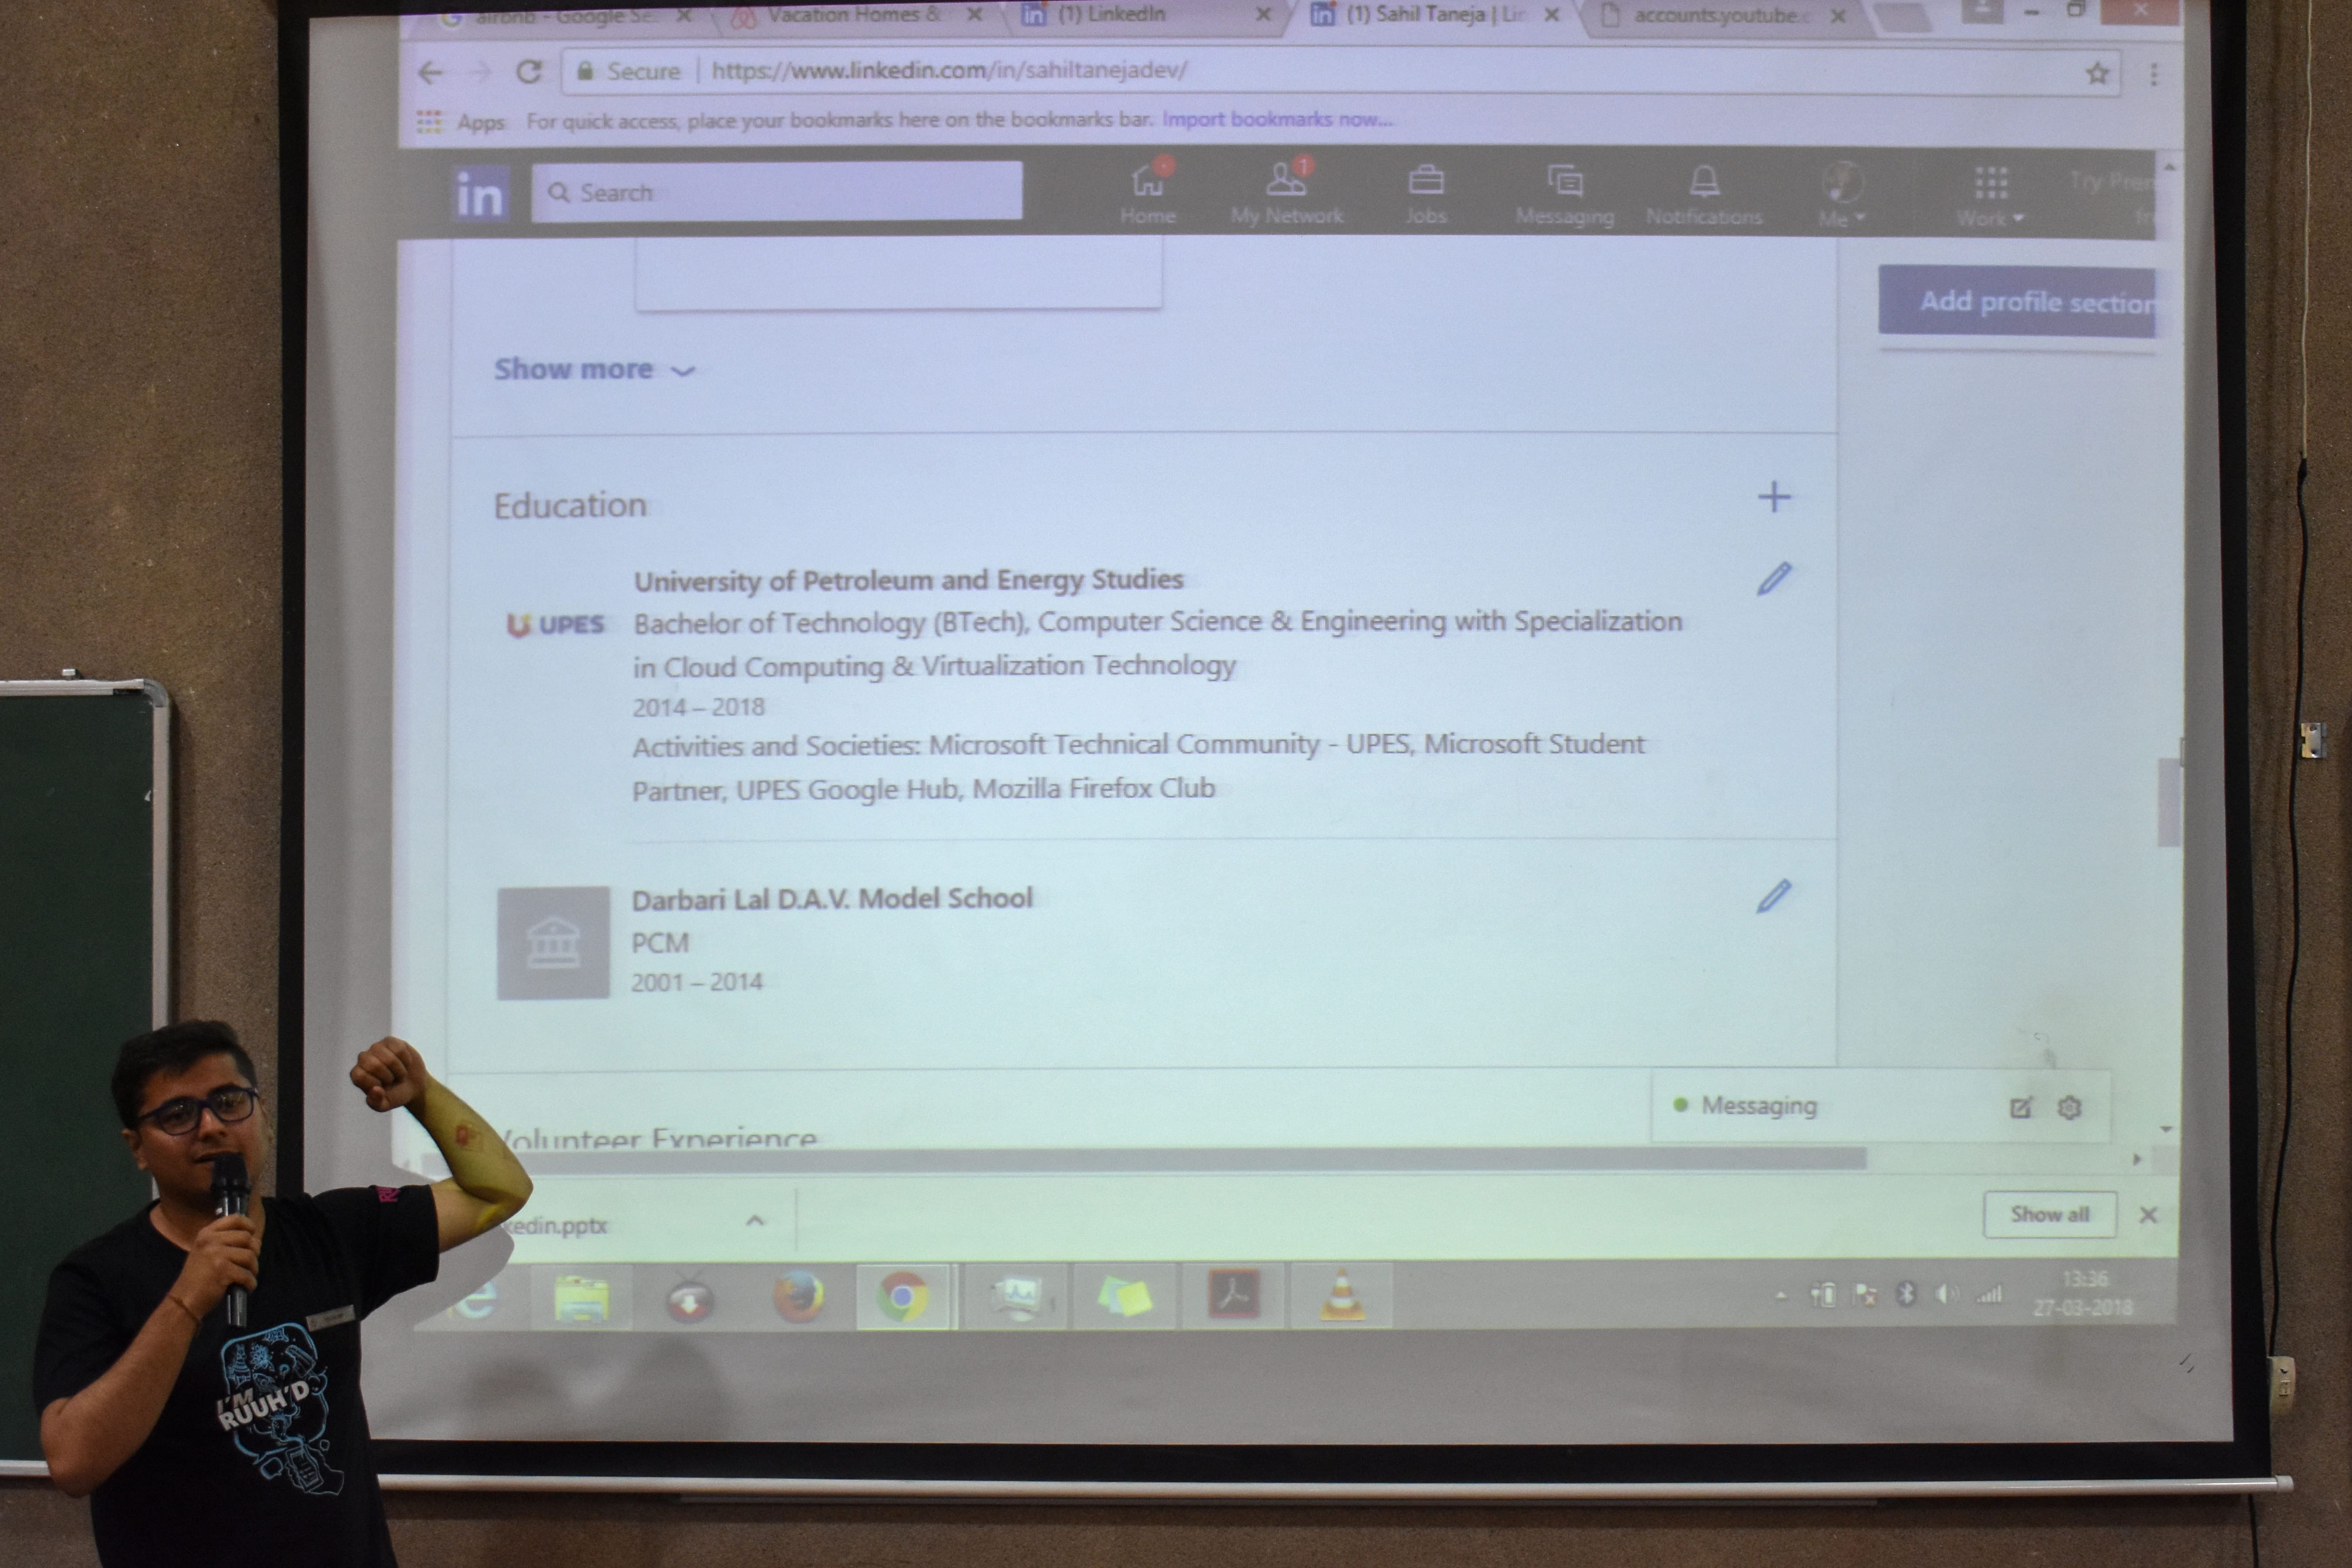 airbnb - Google Se
Vacation Homes &
(1) LinkedIn
(1) Sahil Taneja | Lin
accounts.youtube.c
Secure
https://www.linkedin.com/in/sahiltanejadev/
Apps
For quick access, place your bookmarks here on the bookmarks bar. Import bookmarks now...
in
Search
Home
1
My Network
Jobs
Messaging
Notifications
Me
Work
Try Prem
fr
Add profile section
Show more
Education
University of Petroleum and Energy Studies
UPES
Bachelor of Technology (BTech), Computer Science & Engineering with Specialization
in Cloud Computing & Virtualization Technology
2014 – 2018
Activities and Societies: Microsoft Technical Community - UPES, Microsoft Student
Partner, UPES Google Hub, Mozilla Firefox Club
Darbari Lal D.A.V. Model School
PCM
2001 – 2014
Volunteer Experience
Messaging
kedin.pptx
Show all
13:36
27-03-2018
I'M
RUUH'D